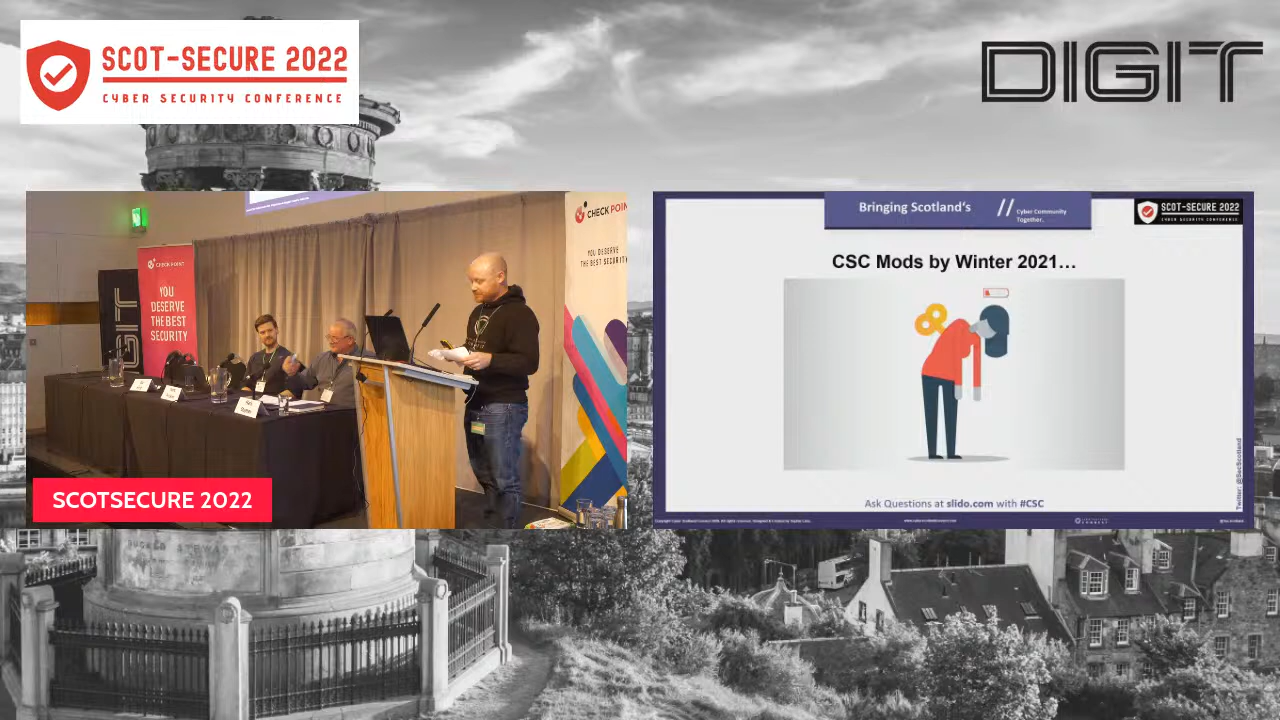 SCOT-SECURE 2022
CYBER SECURITY CONFERENCE
DIGIT
CHECK POINT
YOU
DESERVE
THE BEST
SECURITY
CHECK POIN
YOU DESERVE
THE BEST SECURITY
SCOTSECURE 2022
Bringing Scotland's // Cyber Community
Together.
SCOT-SECURE 2022
CYBER SECURITY CONFERENCE
CSC Mods by Winter 2021...
Ask Questions at slido.com with #CSC
Twitter: @SecScotland